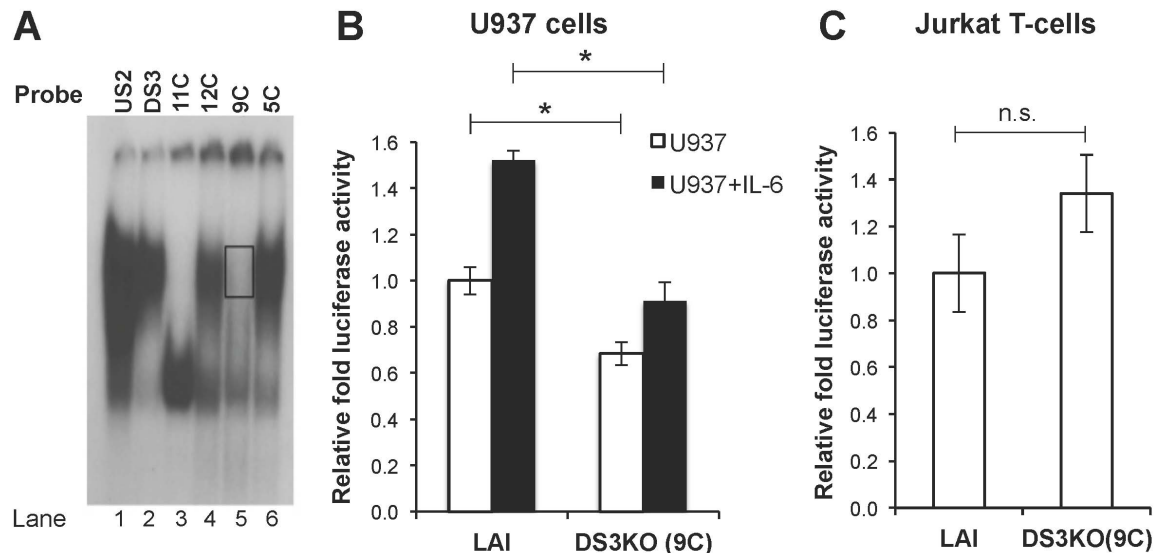 A
Probe
US2
DS3
11C
12C
9C
5C
Lane
1 2 3 4 5 6
B
U937 cells
*
*
U937
U937+IL-6
Relative fold luciferase activity
1.6
1.4
1.2
1.0
0.8
0.6
0.4
0.2
0.0
LAI
DS3KO (9C)
C
Jurkat T-cells
n.s.
Relative fold luciferase activity
1.6
1.4
1.2
1.0
0.8
0.6
0.4
0.2
0.0
LAI
DS3KO(9C)